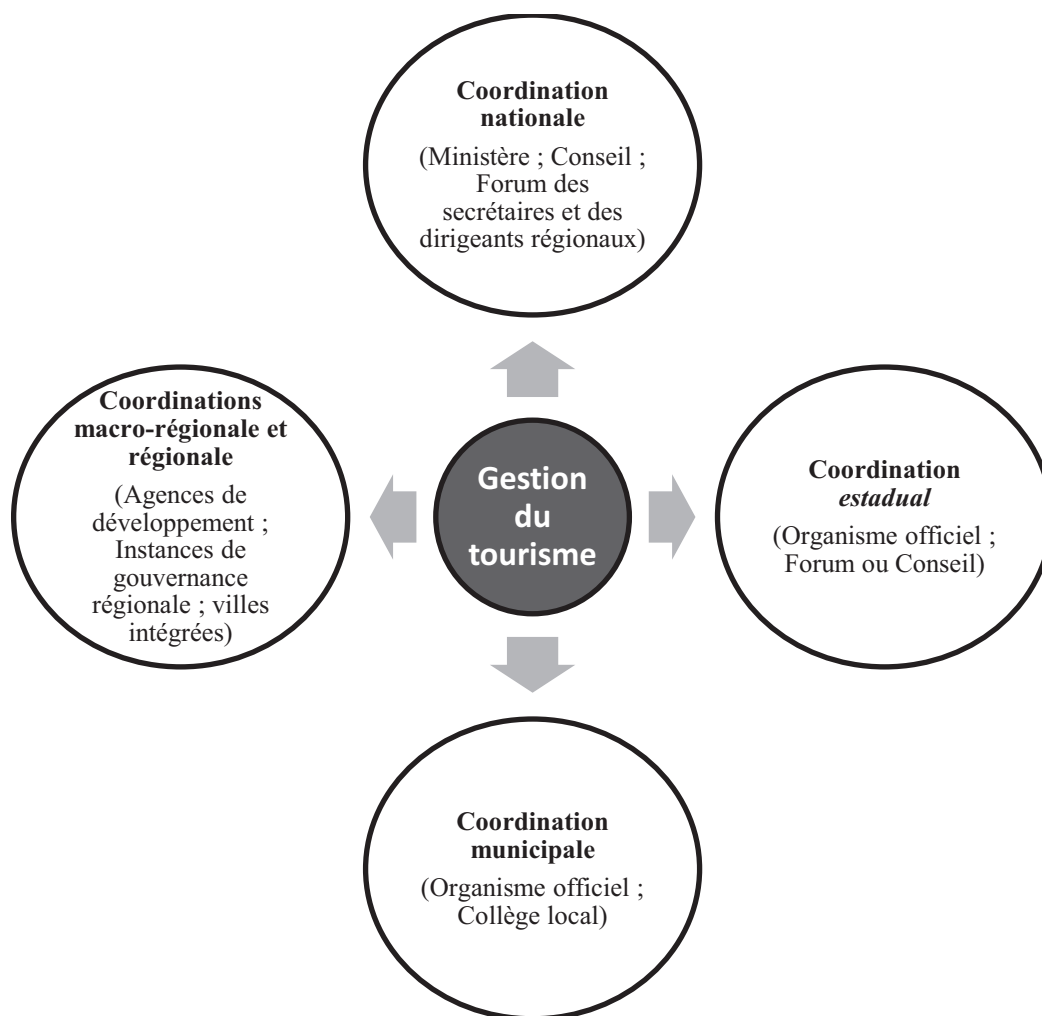 Coordination
nationale
(Ministère ; Conseil ;
Forum des
secrétaires et des
dirigeants régionaux)
Coordinations
macro-régionale et
régionale
(Agences de
développement ;
Instances de
gouvernance
régionale ; villes
intégrées)
Gestion
du
tourisme
Coordination
estadual
(Organisme officiel ;
Forum ou Conseil)
Coordination
municipale
(Organisme officiel ;
Collège local)